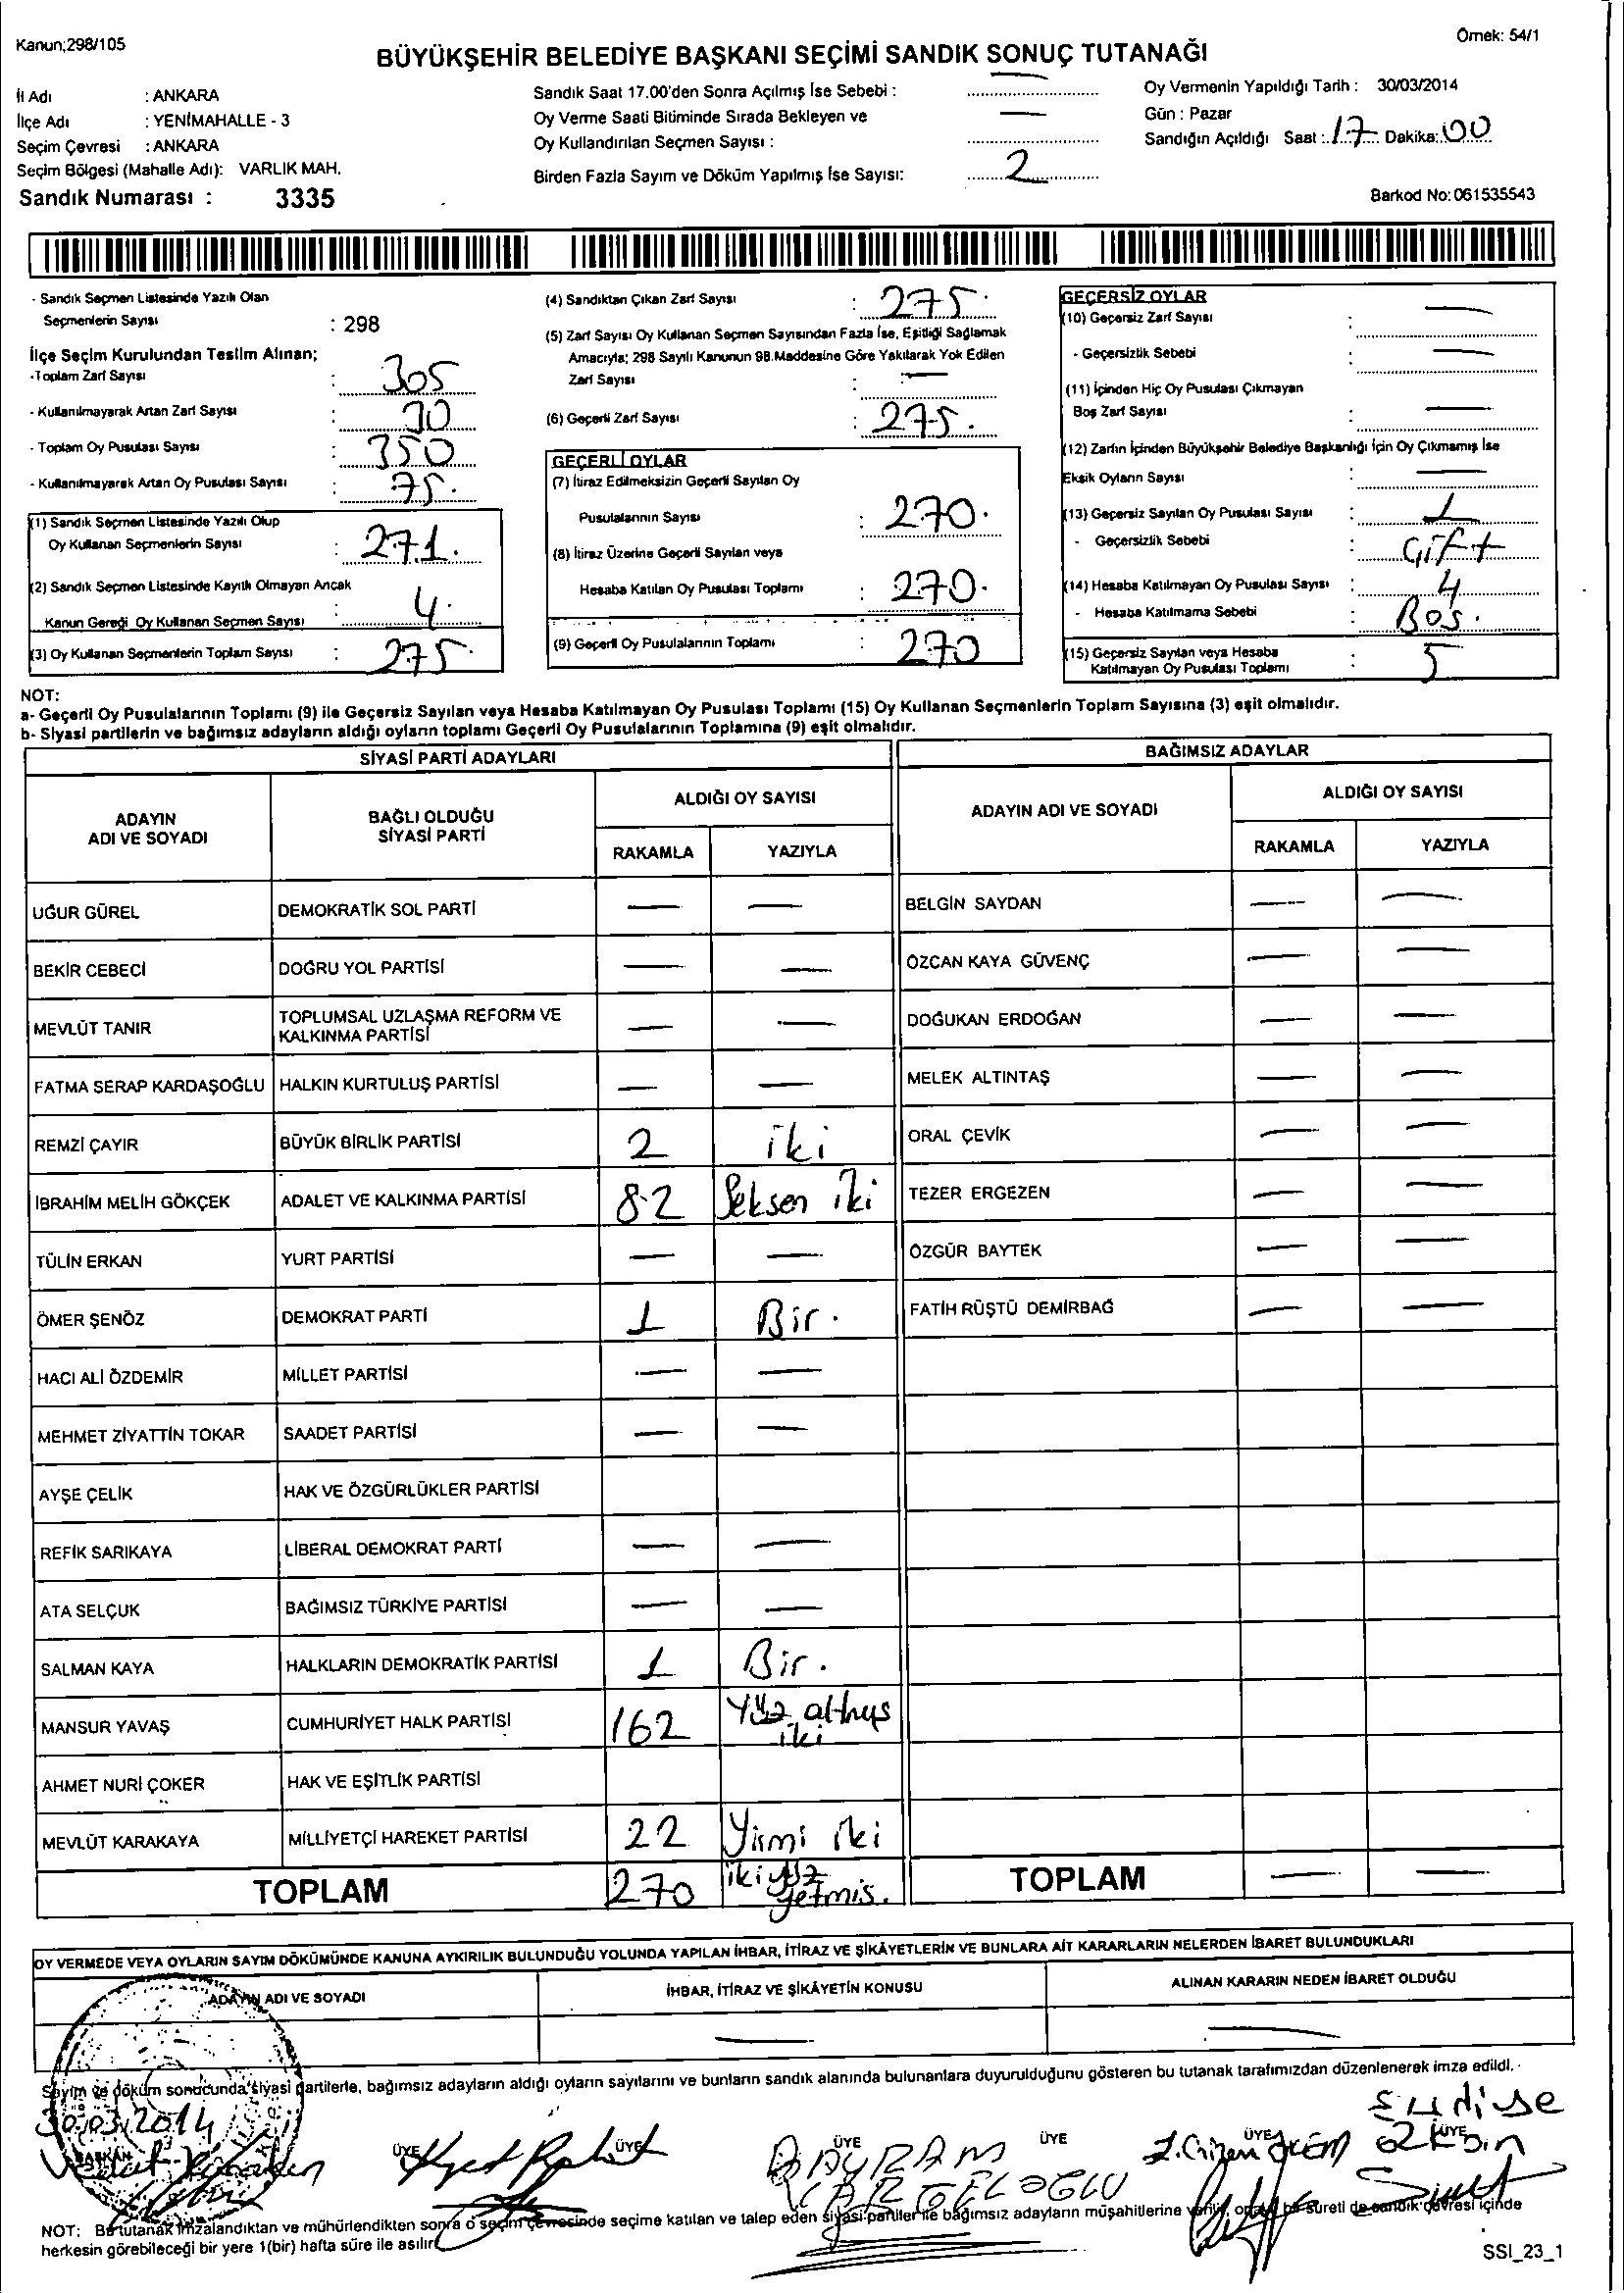 Kanun;298/105
Örnek: 54/1
BÜYÜKŞEHİR BELEDİYE BAŞKANI SEÇİMİ SANDIK SONUÇ TUTANAĞI
İl Adı : ANKARA
İlçe Adı : YENİMAHALLE - 3
Seçim Çevresi : ANKARA
Seçim Bölgesi (Mahalle Adı): VARLIK MAH.
Sandık Numarası : 3335
Sandık Saat 17.00'den Sonra Açılmış İse Sebebi : —
Oy Verme Saati Bitiminde Sırada Bekleyen ve
Oy Kullandırılan Seçmen Sayısı : —
Birden Fazla Sayım ve Döküm Yapılmış İse Sayısı: 2
Oy Vermenin Yapıldığı Tarih : 30/03/2014
Gün : Pazar
Sandığın Açıldığı Saat : 17 Dakika: 00
Barkod No: 061535543
- Sandık Seçmen Listesinde Yazılı Olan
Seçmenlerin Sayısı : 298
İlçe Seçim Kurulundan Teslim Alınan;
-Toplam Zarf Sayısı : 305
- Kullanılmayarak Artan Zarf Sayısı : 30
- Toplam Oy Pusulası Sayısı : 350
- Kullanılmayarak Artan Oy Pusulası Sayısı : 75.
(1) Sandık Seçmen Listesinde Yazılı Olup
Oy Kullanan Seçmenlerin Sayısı : 271.
(2) Sandık Seçmen Listesinde Kayıtlı Olmayan Ancak
Kanun Gereği Oy Kullanan Seçmen Sayısı : 4.
(3) Oy Kullanan Seçmenlerin Toplam Sayısı : 275
(4) Sandıktan Çıkan Zarf Sayısı : 275.
(5) Zarf Sayısı Oy Kullanan Seçmen Sayısından Fazla İse, Eşitliği Sağlamak
Amacıyla; 298 Sayılı Kanunun 98.Maddesine Göre Yakılarak Yok Edilen
Zarf Sayısı : —
(6) Geçerli Zarf Sayısı : 275.
GEÇERLİ OYLAR
(7) İtiraz Edilmeksizin Geçerli Sayılan Oy
Pusulalarının Sayısı : 270.
(8) İtiraz Üzerine Geçerli Sayılan veya
Hesaba Katılan Oy Pusulası Toplamı : 270.
(9) Geçerli Oy Pusulalarının Toplamı : 270
GEÇERSİZ OYLAR
(10) Geçersiz Zarf Sayısı : —
- Geçersizlik Sebebi : —
(11) İçinden Hiç Oy Pusulası Çıkmayan
Boş Zarf Sayısı : —
(12) Zarfın İçinden Büyükşehir Belediye Başkanlığı İçin Oy Çıkmamış İse
Eksik Oyların Sayısı : —
(13) Geçersiz Sayılan Oy Pusulası Sayısı : 1
- Geçersizlik Sebebi : Çift
(14) Hesaba Katılmayan Oy Pusulası Sayısı : 4
- Hesaba Katılmama Sebebi : Boş.
(15) Geçersiz Sayılan veya Hesaba
Katılmayan Oy Pusulası Toplamı : 5
NOT:
a- Geçerli Oy Pusulalarının Toplamı (9) ile Geçersiz Sayılan veya Hesaba Katılmayan Oy Pusulası Toplamı (15) Oy Kullanan Seçmenlerin Toplam Sayısına (3) eşit olmalıdır.
b- Siyasi partilerin ve bağımsız adayların aldığı oyların toplamı Geçerli Oy Pusulalarının Toplamına (9) eşit olmalıdır.
SİYASİ PARTİ ADAYLARI
ADAYIN ADI VE SOYADI
BAĞLI OLDUĞU SİYASİ PARTİ
ALDIĞI OY SAYISI
RAKAMLA YAZIYLA
UĞUR GÜREL DEMOKRATİK SOL PARTİ — —
BEKİR CEBECİ DOĞRU YOL PARTİSİ — —
MEVLÜT TANIR TOPLUMSAL UZLAŞMA REFORM VE KALKINMA PARTİSİ — —
FATMA SERAP KARDAŞOĞLU HALKIN KURTULUŞ PARTİSİ — —
REMZİ ÇAYIR BÜYÜK BİRLİK PARTİSİ 2 iki
İBRAHİM MELİH GÖKÇEK ADALET VE KALKINMA PARTİSİ 82 Seksen iki
TÜLİN ERKAN YURT PARTİSİ — —
ÖMER ŞENÖZ DEMOKRAT PARTİ 1 Bir.
HACI ALİ ÖZDEMİR MİLLET PARTİSİ — —
MEHMET ZİYATTİN TOKAR SAADET PARTİSİ — —
AYŞE ÇELİK HAK VE ÖZGÜRLÜKLER PARTİSİ
REFİK SARIKAYA LİBERAL DEMOKRAT PARTİ — —
ATA SELÇUK BAĞIMSIZ TÜRKİYE PARTİSİ — —
SALMAN KAYA HALKLARIN DEMOKRATİK PARTİSİ 1 Bir.
MANSUR YAVAŞ CUMHURİYET HALK PARTİSİ 162 Yüz altmış iki
AHMET NURİ ÇOKER HAK VE EŞİTLİK PARTİSİ
MEVLÜT KARAKAYA MİLLİYETÇİ HAREKET PARTİSİ 22 Yirmi iki
TOPLAM 270 ikiyüz yetmiş.
BAĞIMSIZ ADAYLAR
ADAYIN ADI VE SOYADI
ALDIĞI OY SAYISI
RAKAMLA YAZIYLA
BELGİN SAYDAN — —
ÖZCAN KAYA GÜVENÇ — —
DOĞUKAN ERDOĞAN — —
MELEK ALTINTAŞ — —
ORAL ÇEVİK — —
TEZER ERGEZEN — —
ÖZGÜR BAYTEK — —
FATİH RÜŞTÜ DEMİRBAĞ — —
TOPLAM — —
OY VERMEDE VEYA OYLARIN SAYIM DÖKÜMÜNDE KANUNA AYKIRILIK BULUNDUĞU YOLUNDA YAPILAN İHBAR, İTİRAZ VE ŞİKÂYETLERİN VE BUNLARA AİT KARARLARIN NELERDEN İBARET BULUNDUKLARI
ADAYIN ADI VE SOYADI
İHBAR, İTİRAZ VE ŞİKÂYETİN KONUSU
ALINAN KARARIN NEDEN İBARET OLDUĞU
— —
Sayım ve döküm sonucunda siyasi partilerle, bağımsız adayların aldığı oyların sayılarını ve bunların sandık alanında bulunanlara duyurulduğunu gösteren bu tutanak tarafımızdan düzenlenerek imza edildi.
30.03.2014
BAŞKAN ÜYE ÜYE ÜYE ÜYE ÜYE ÜYE
Vedat
BAYRAM
NOT: Bu tutanak imzalandıktan ve mühürlendikten sonra o seçim çevresinde seçime katılan ve talep eden siyasi partiler ile bağımsız adayların müşahitlerine verilir, onaylı bir sureti de sandık çevresi içinde
herkesin görebileceği bir yere 1(bir) hafta süre ile asılır.
SSI_23_1